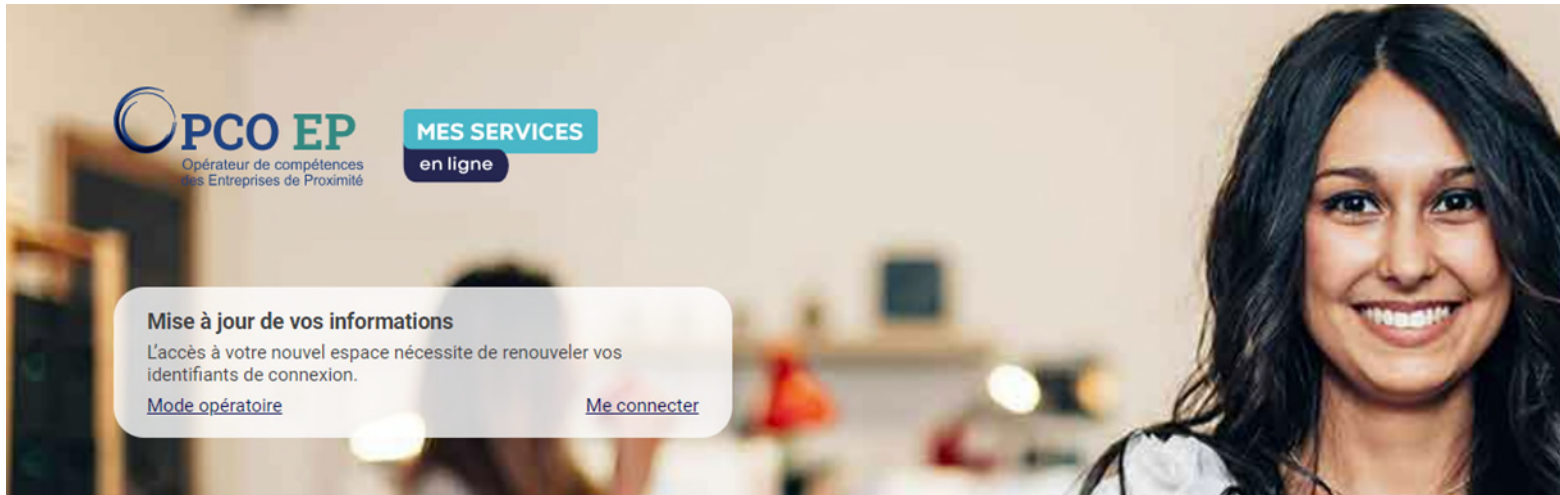 OPCO EP
Opérateur de compétences
des Entreprises de Proximité
MES SERVICES
en ligne
Mise à jour de vos informations
L'accès à votre nouvel espace nécessite de renouveler vos
identifiants de connexion.
Mode opératoire
Me connecter